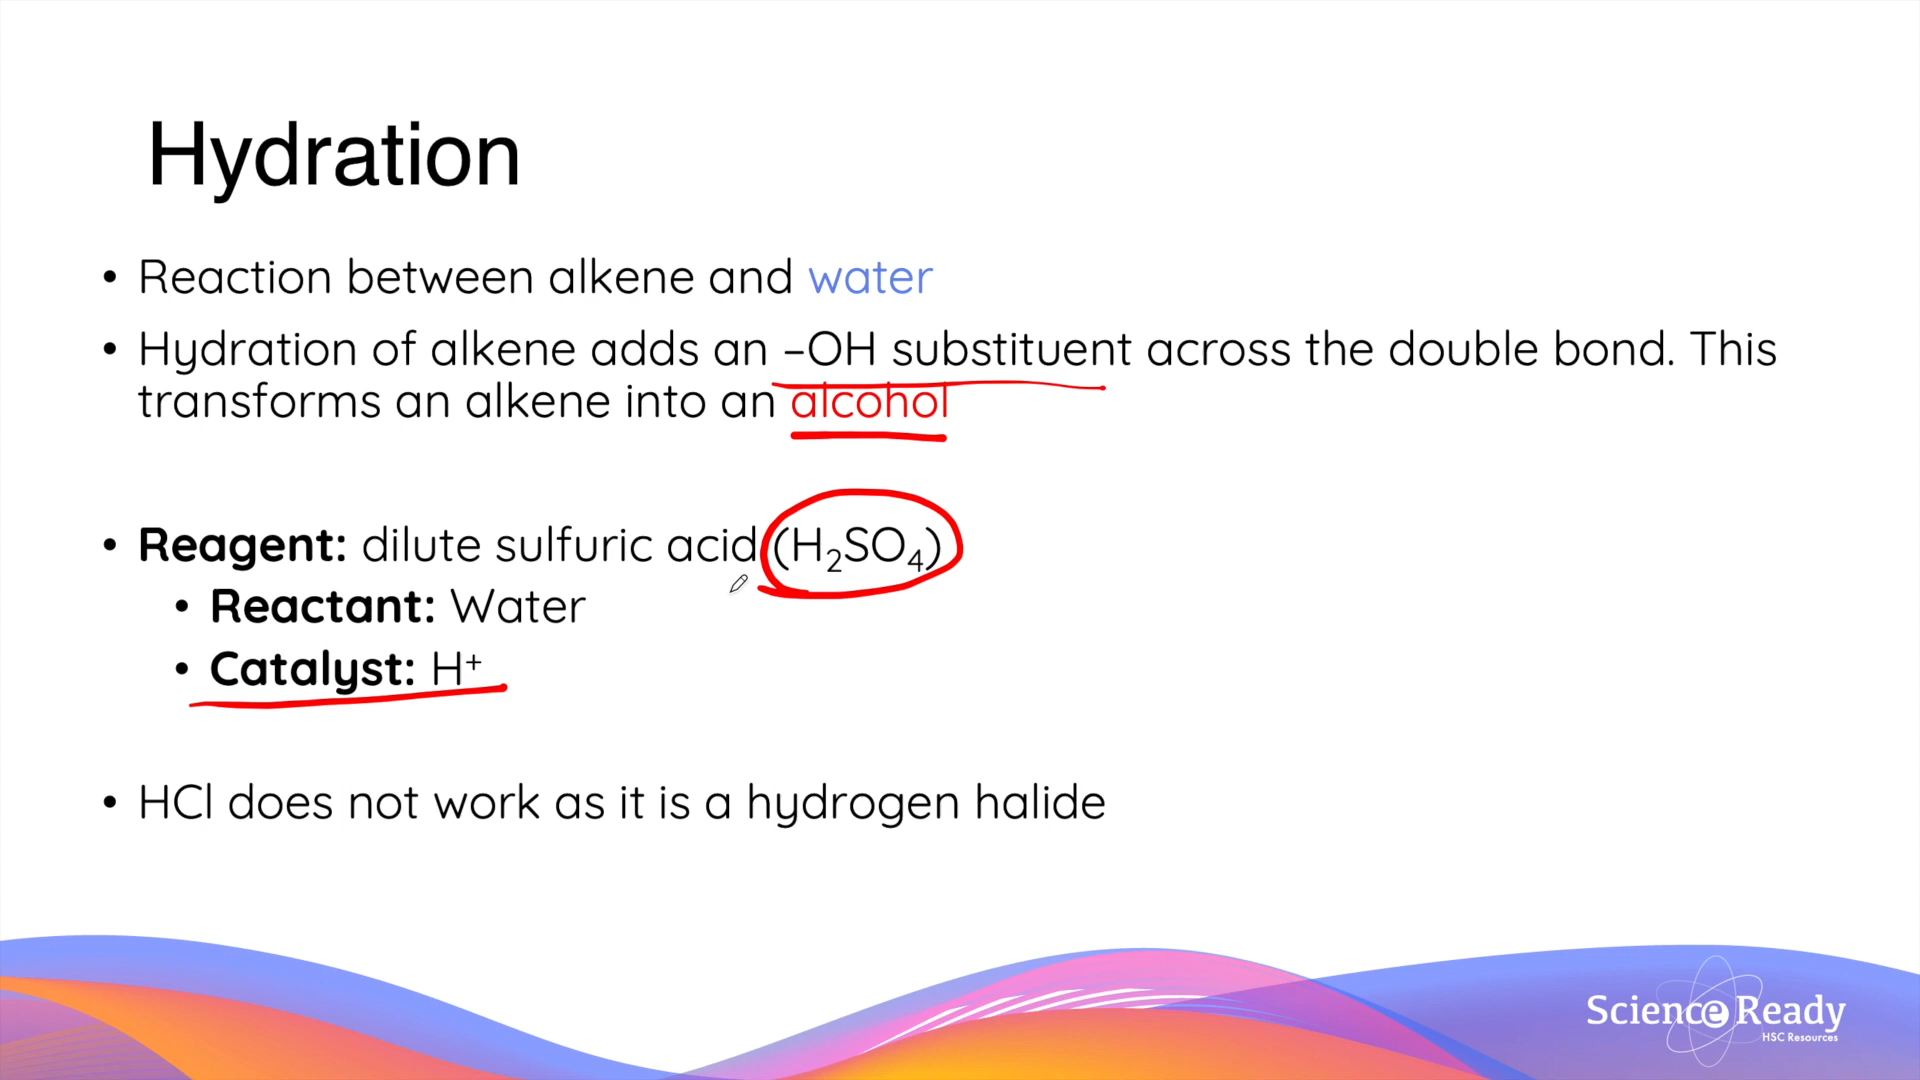 Hydration
• Reaction between alkene and water
• Hydration of alkene adds an –OH substituent across the double bond. This
transforms an alkene into an alcohol
• Reagent: dilute sulfuric acid (H₂SO₄)
• Reactant: Water
• Catalyst: H⁺
• HCl does not work as it is a hydrogen halide
Science Ready
HSC Resources